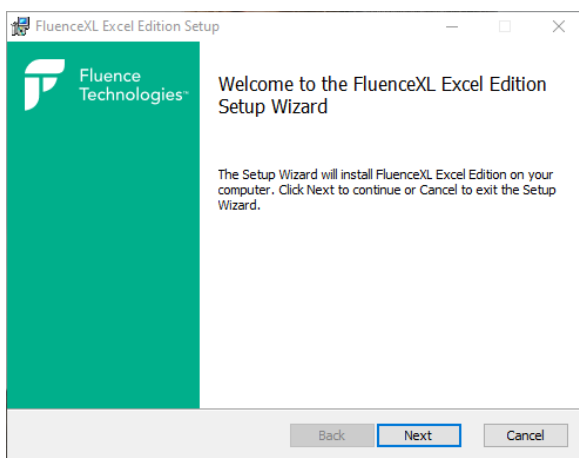 FluenceXL Excel Edition Setup
Fluence
Technologies™
Welcome to the FluenceXL Excel Edition
Setup Wizard
The Setup Wizard will install FluenceXL Excel Edition on your
computer. Click Next to continue or Cancel to exit the Setup
Wizard.
Back Next Cancel